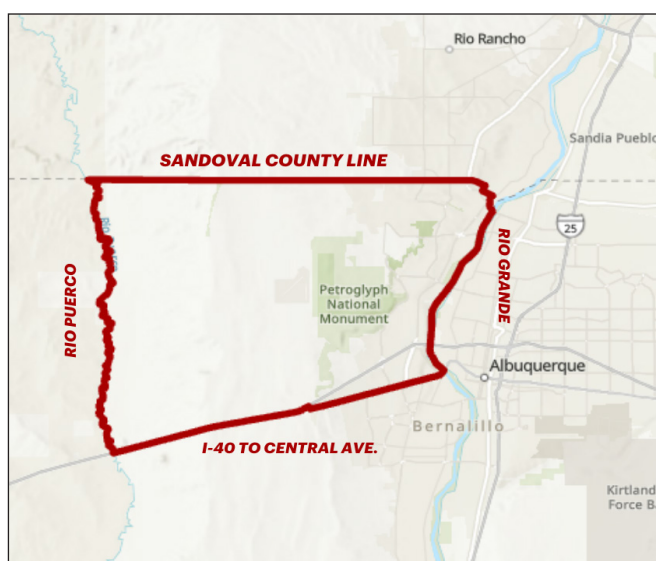 Rio Rancho
Sandia Pueblo
SANDOVAL COUNTY LINE
25
RIO GRANDE
RIO PUERCO
Petroglyph
National
Monument
Albuquerque
Bernalillo
I-40 TO CENTRAL AVE.
Kirtland
Force